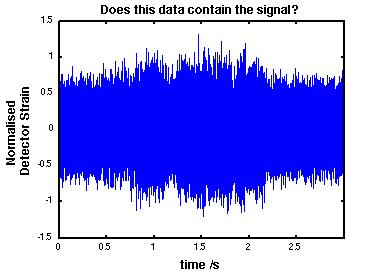 Does this data contain the signal?
1.5
1
0.5
0
-0.5
-1
-1.5
Normalised
Detector Strain
0 0.5 1 1.5 2 2.5
time /s